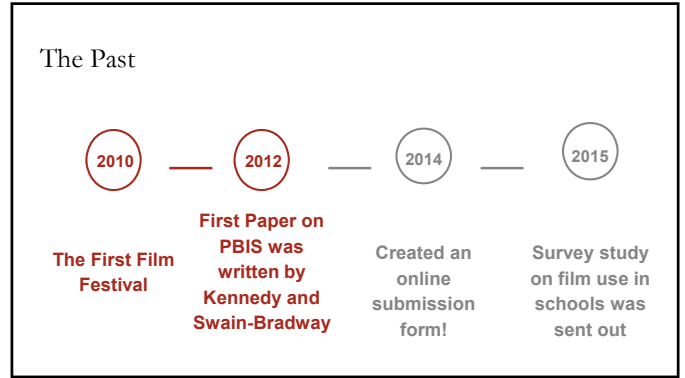 The Past
2010
2012
2014
2015
The First Film
Festival
First Paper on
PBIS was
written by
Kennedy and
Swain-Bradway
Created an
online
submission
form!
Survey study
on film use in
schools was
sent out